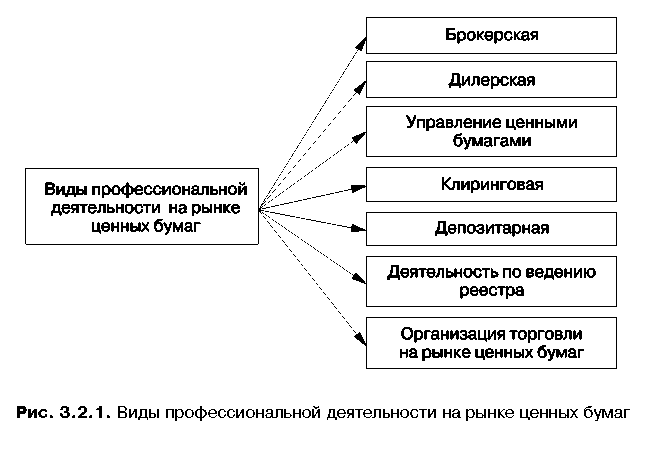 Брокерская
Дилерская
Управление ценными
бумагами
Виды профессиональной
деятельности на рынке
ценных бумаг
Клиринговая
Депозитарная
Деятельность по ведению
реестра
Организация торговли
на рынке ценных бумаг
Рис. 3.2.1. Виды профессиональной деятельности на рынке ценных бумаг